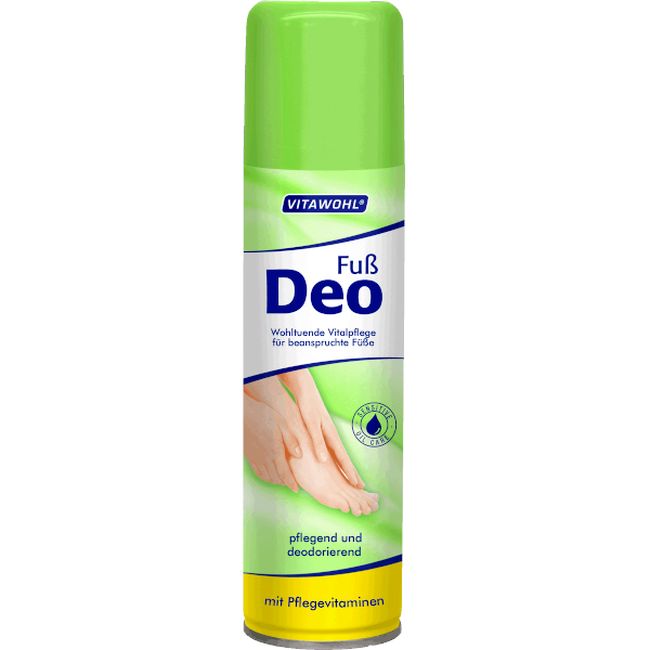 VITAWOHL®
Fuß
Deo
Wohltuende Vitalpflege
für beanspruchte Füße
SENSITIVE
OIL CARE
pflegend und
deodorierend
mit Pflegevitaminen